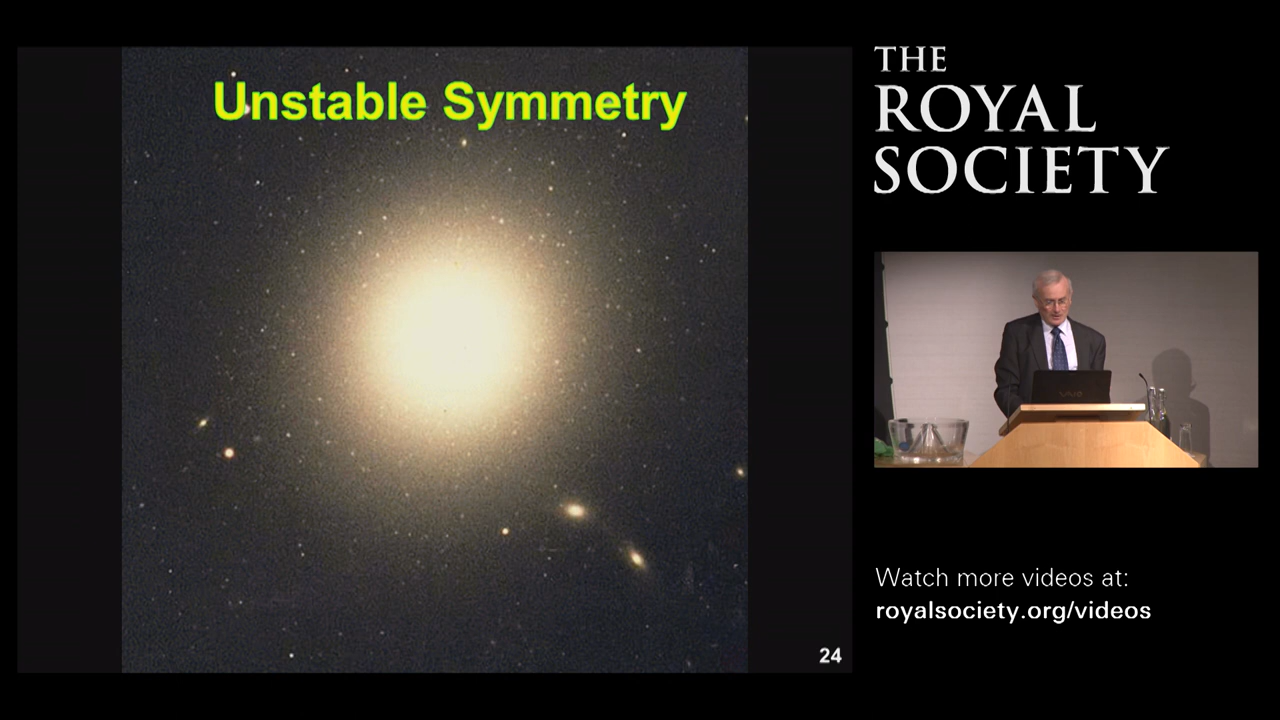 Unstable Symmetry
24
THE
ROYAL
SOCIETY
Watch more videos at:
royalsociety.org/videos